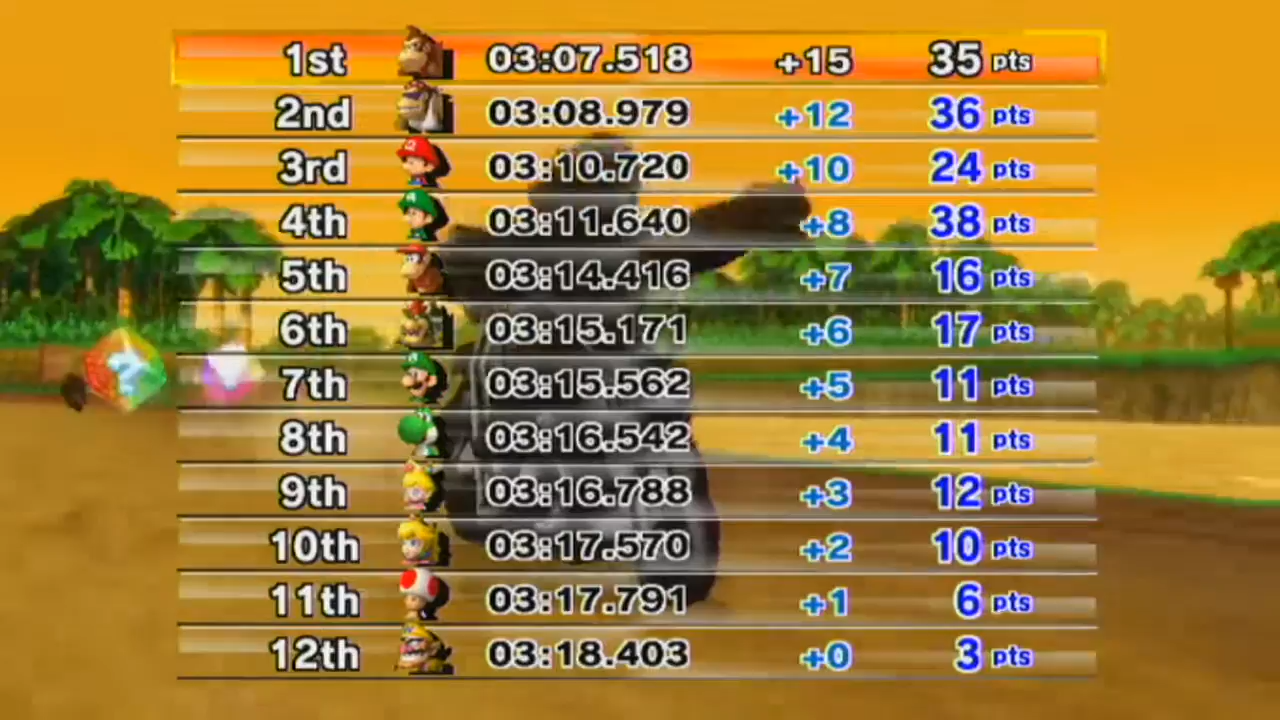 1st 03:07.518 +15 35 pts
2nd 03:08.979 +12 36 pts
3rd 03:10.720 +10 24 pts
4th 03:11.640 +8 38 pts
5th 03:14.416 +7 16 pts
6th 03:15.171 +6 17 pts
7th 03:15.562 +5 11 pts
8th 03:16.542 +4 11 pts
9th 03:16.788 +3 12 pts
10th 03:17.570 +2 10 pts
11th 03:17.791 +1 6 pts
12th 03:18.403 +0 3 pts